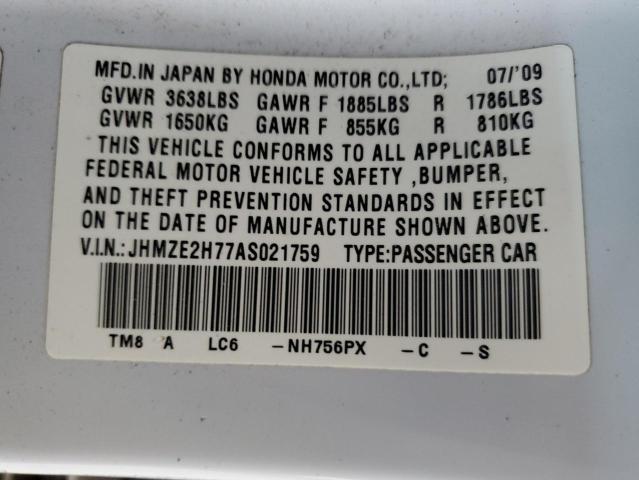 MFD.IN JAPAN BY HONDA MOTOR CO.,LTD; 07/'09
GVWR 3638LBS GAWR F 1885LBS R 1786LBS
GVWR 1650KG GAWR F 855KG R 810KG
THIS VEHICLE CONFORMS TO ALL APPLICABLE
FEDERAL MOTOR VEHICLE SAFETY ,BUMPER,
AND THEFT PREVENTION STANDARDS IN EFFECT
ON THE DATE OF MANUFACTURE SHOWN ABOVE.
V.I.N.:JHMZE2H77AS021759 TYPE:PASSENGER CAR
TM8 A LC6 -NH756PX -C -S